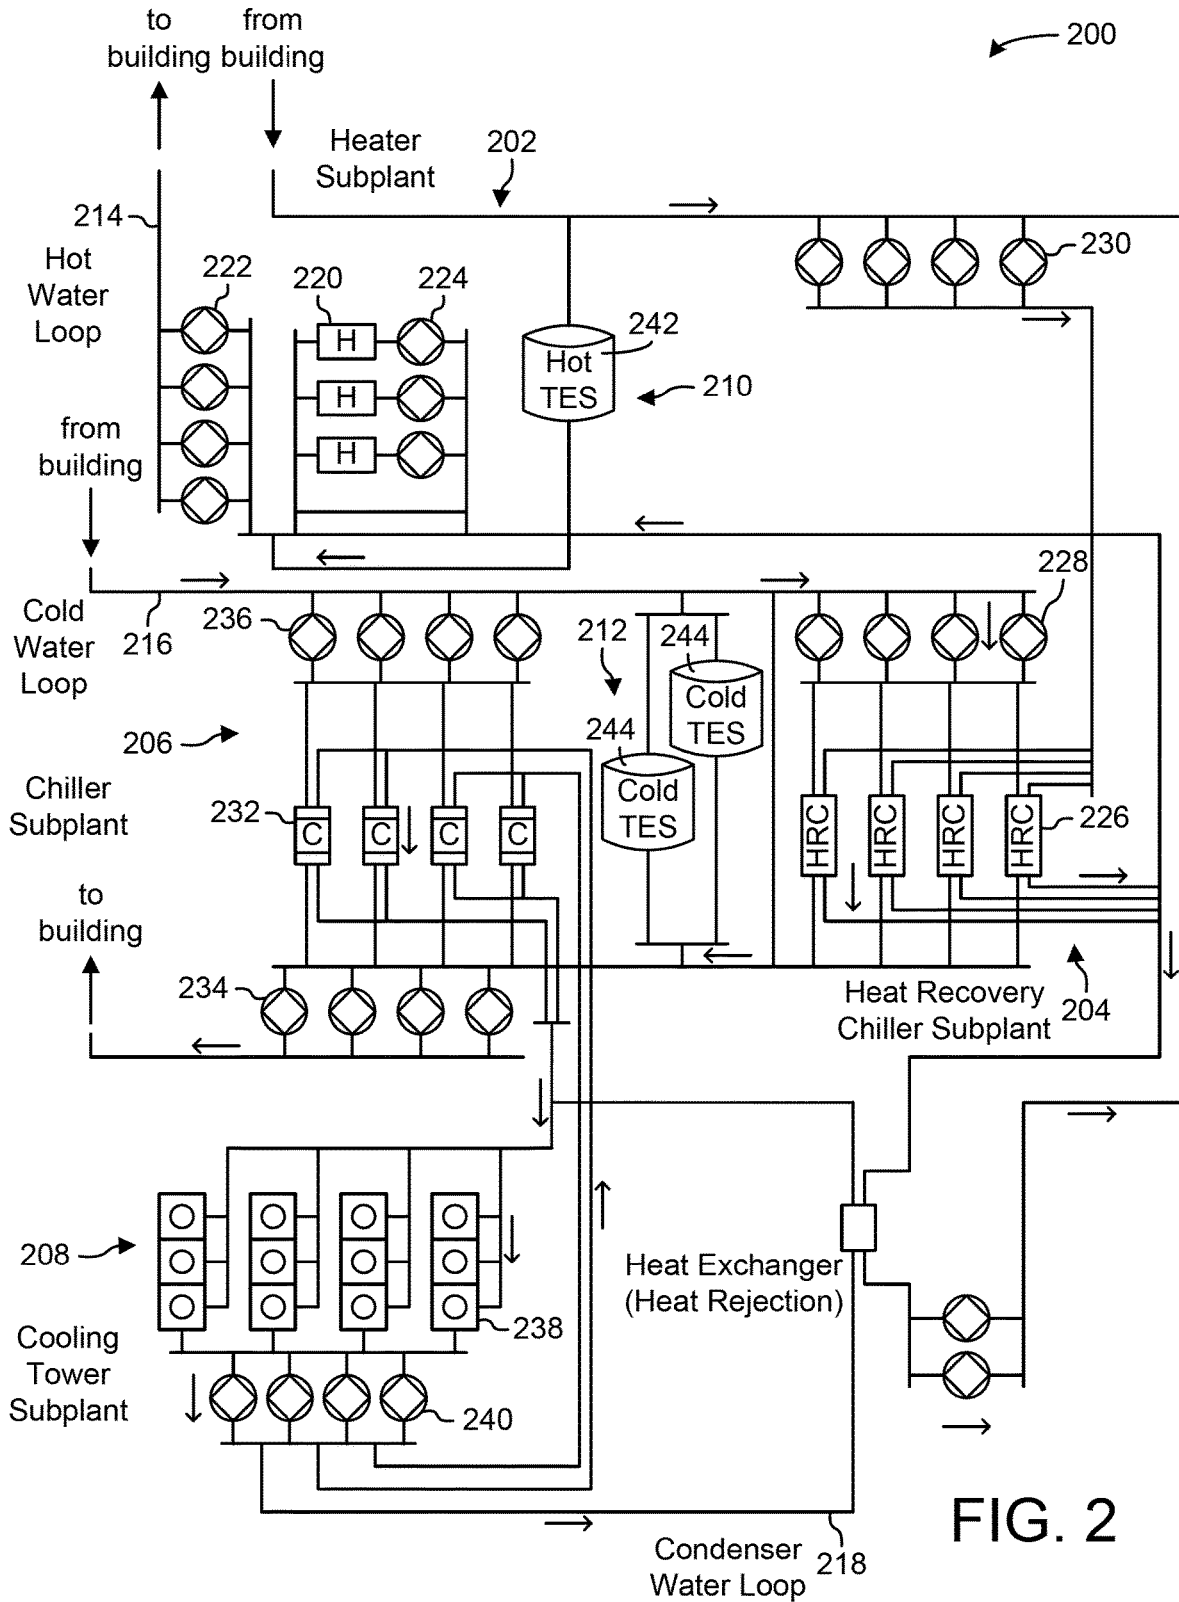 to
building
from
building
200
Heater
Subplant
202
214
Hot
Water
Loop
222
220
224
H
H
H
242
Hot
TES
210
230
from
building
228
Cold
Water
Loop
216
236
212
244
Cold
TES
244
Cold
TES
206
Chiller
Subplant
232
C
C
C
C
HRC
HRC
HRC
HRC
226
to
building
234
Heat Recovery
Chiller Subplant
204
208
238
Heat Exchanger
(Heat Rejection)
Cooling
Tower
Subplant
240
Condenser
Water Loop
218
FIG. 2